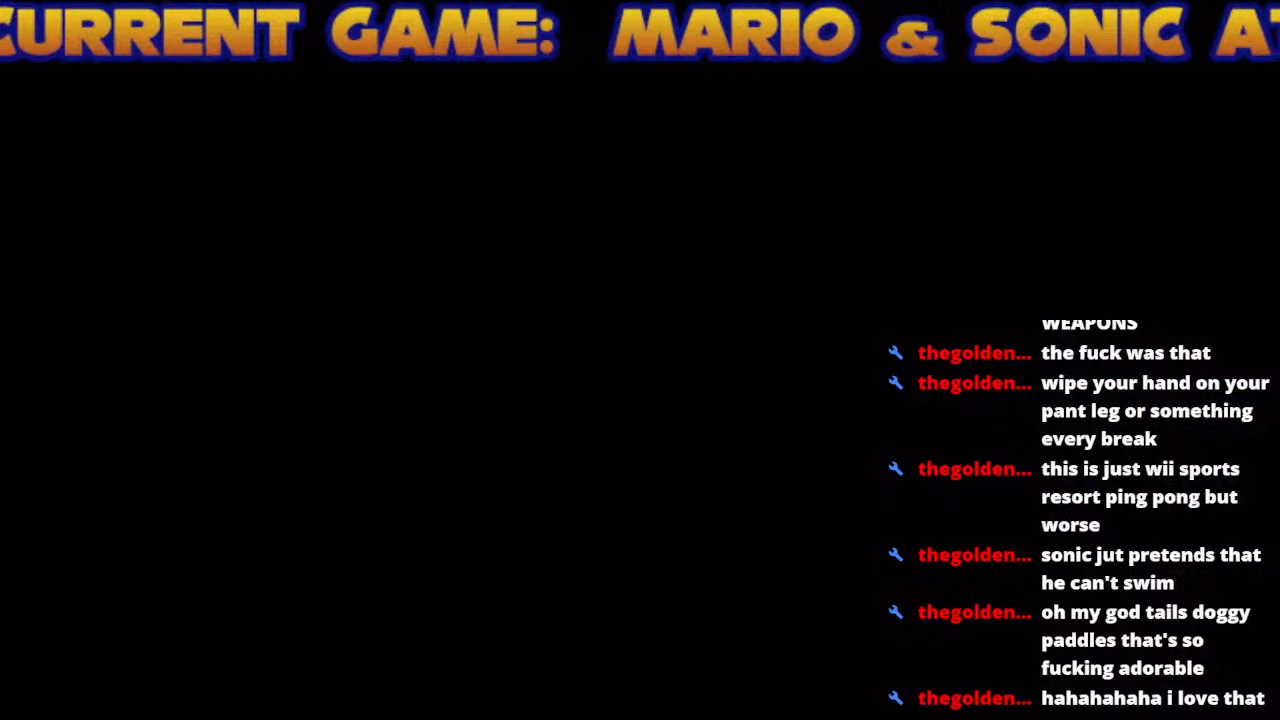 CURRENT GAME: MARIO & SONIC AT
WEAPONS
thegolden... the fuck was that
thegolden... wipe your hand on your
pant leg or something
every break
thegolden... this is just wii sports
resort ping pong but
worse
thegolden... sonic jut pretends that
he can't swim
thegolden... oh my god tails doggy
paddles that's so
fucking adorable
thegolden... hahahahaha i love that